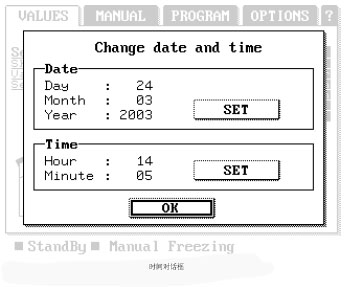 VALUES MANUAL PROGRAM OPTIONS ?
Change date and time
Date
Day : 24
Month : 03
Year : 2003
SET
Time
Hour : 14
Minute : 05
SET
OK
StandBy Manual Freezing
时间对话框